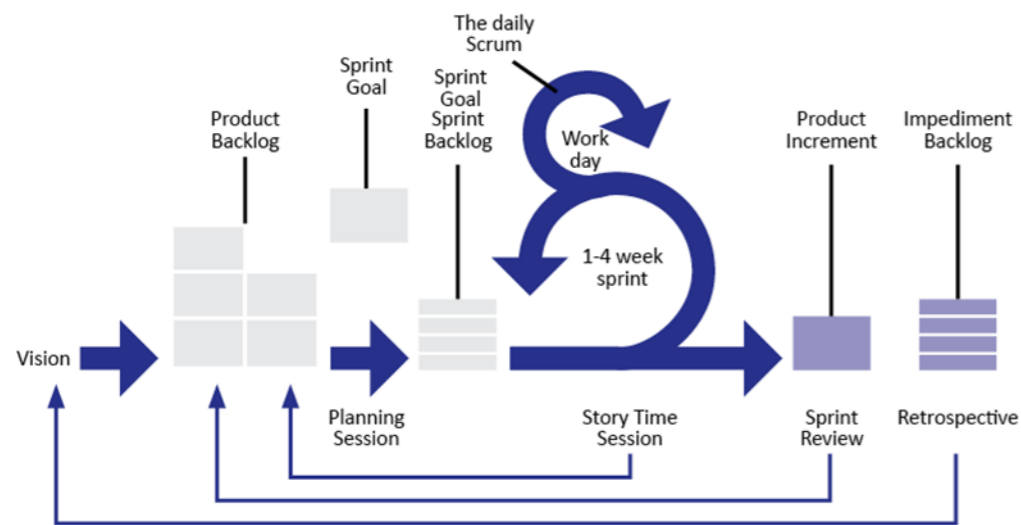 The daily
Scrum
Sprint
Goal
Sprint
Goal
Sprint
Backlog
Product
Backlog
Product
Increment
Impediment
Backlog
Work
day
1-4 week
sprint
Vision
Planning
Session
Story Time
Session
Sprint
Review
Retrospective